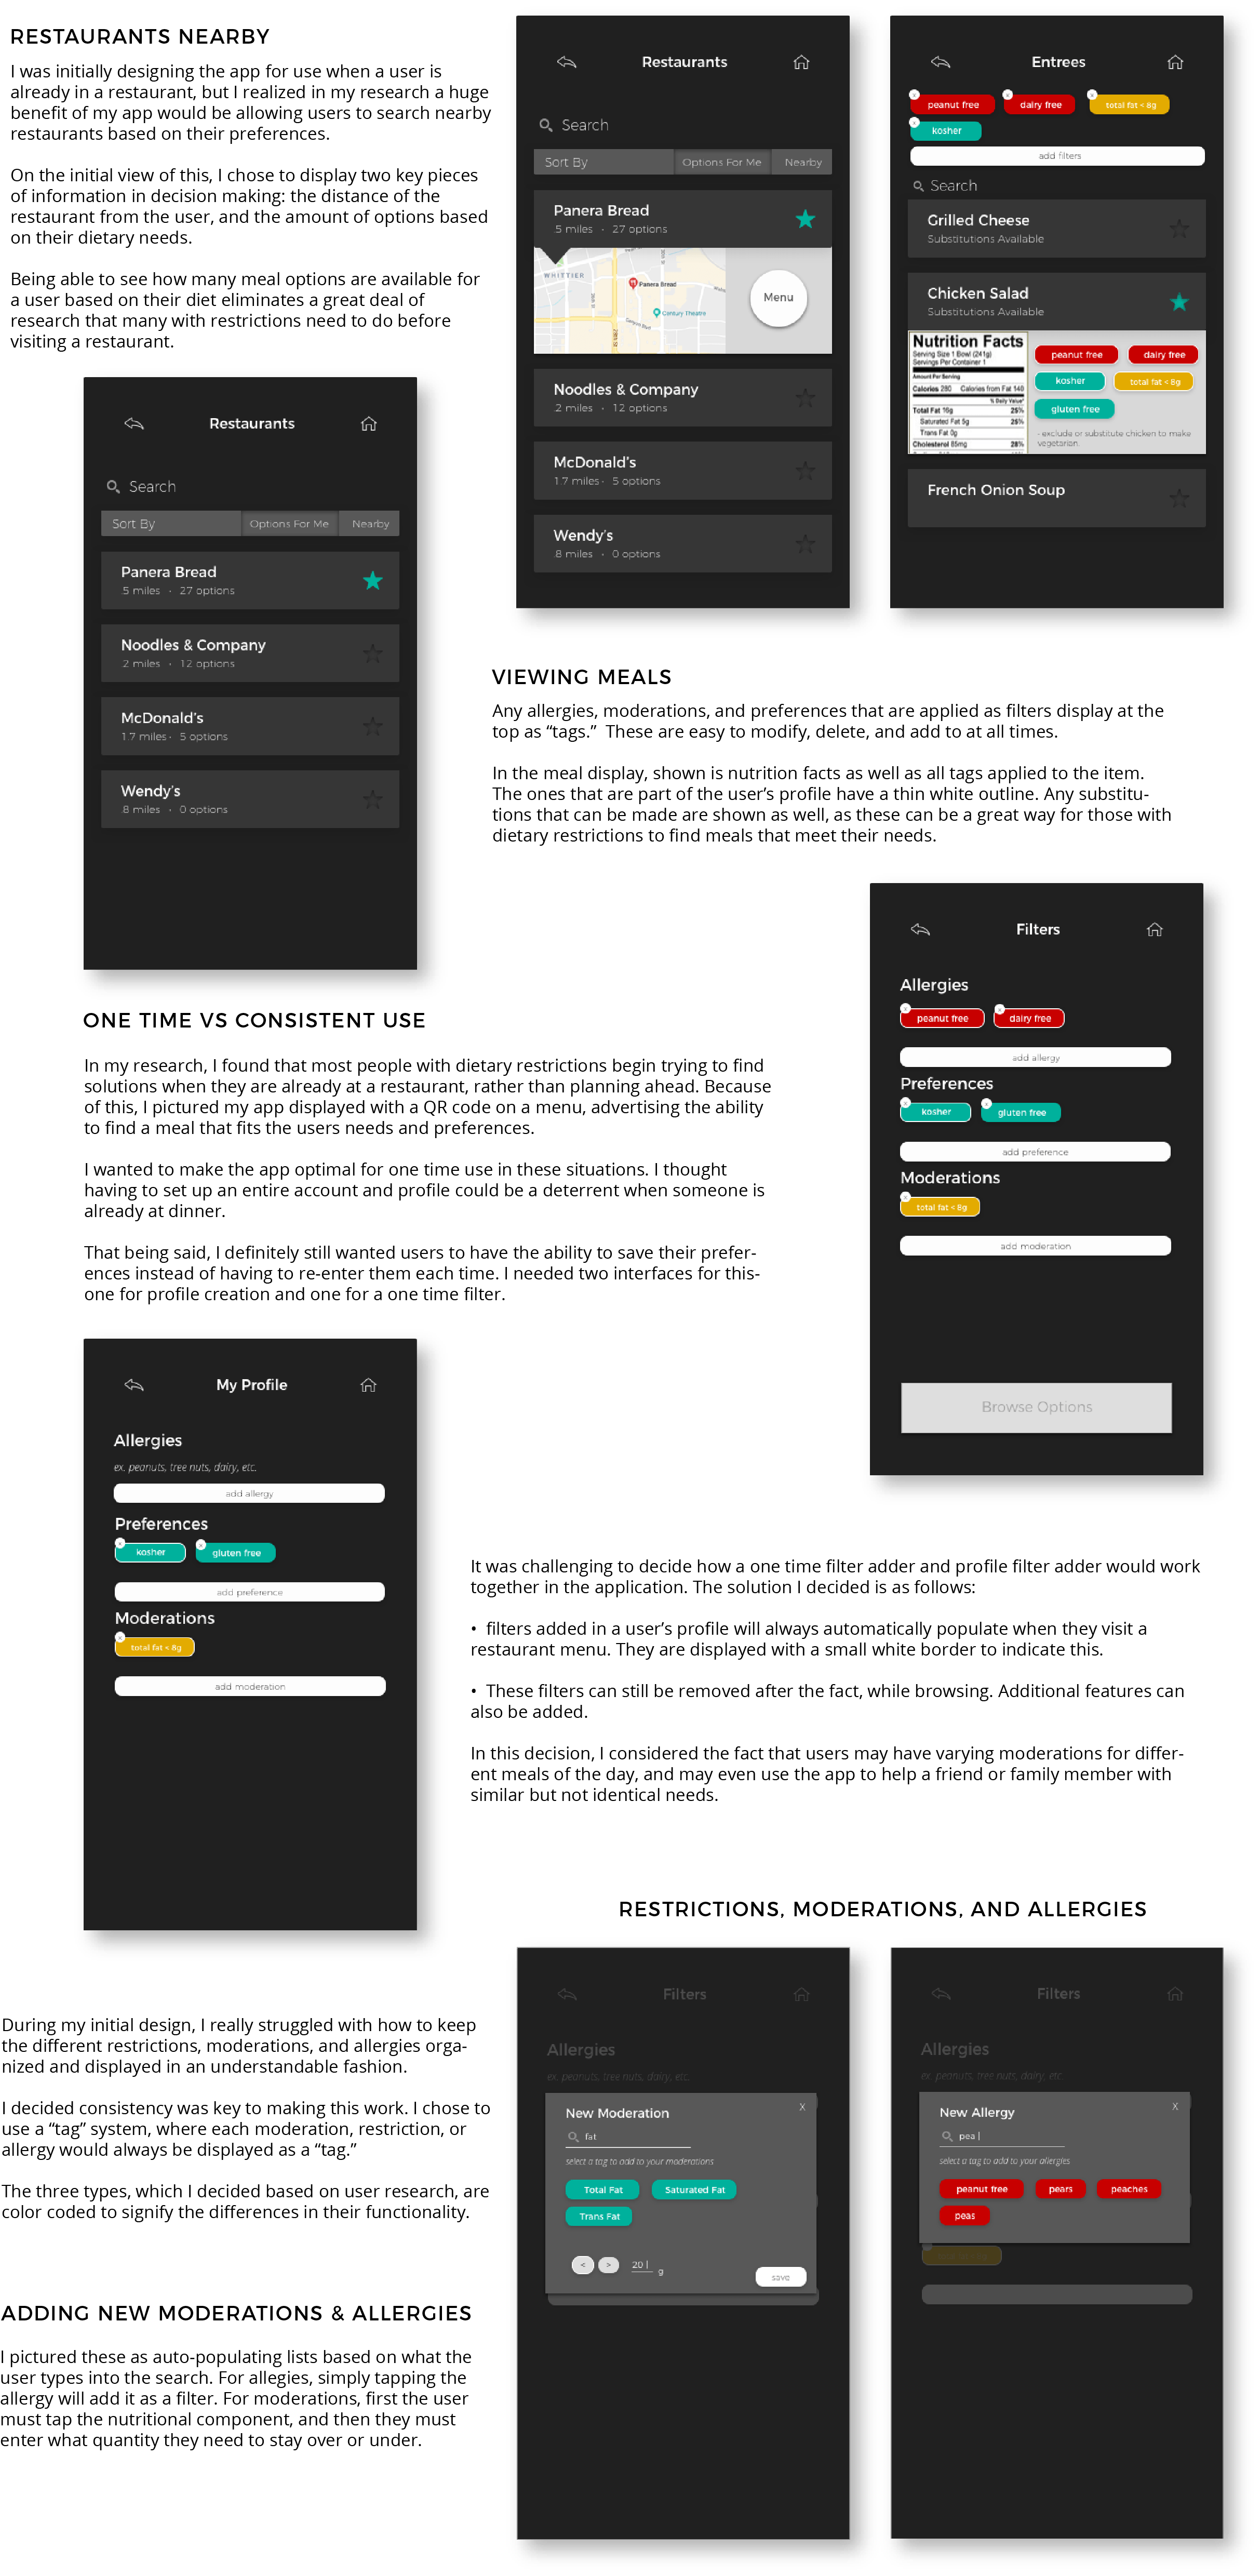 RESTAURANTS NEARBY
I was initially designing the app for use when a user is
already in a restaurant, but I realized in my research a huge
benefit of my app would be allowing users to search nearby
restaurants based on their preferences.
On the initial view of this, I chose to display two key pieces
of information in decision making: the distance of the
restaurant from the user, and the amount of options based
on their dietary needs.
Being able to see how many meal options are available for
a user based on their diet eliminates a great deal of
research that many with restrictions need to do before
visiting a restaurant.
Restaurants
Search
Sort By Options For Me Nearby
Panera Bread
.5 miles • 27 options
WHITTIER
Panera Bread
Century Theatre
Canyon Blvd
Menu
Noodles & Company
.2 miles • 12 options
McDonald's
1.7 miles • 5 options
Wendy's
.8 miles • 0 options
Entrees
peanut free dairy free total fat < 8g
kosher
add filters
Search
Grilled Cheese
Substitutions Available
Chicken Salad
Substitutions Available
Nutrition Facts
Serving Size 1 Bowl (241g)
Servings Per Container 1
Amount Per Serving
Calories 280 Calories from Fat 140
% Daily Value*
Total Fat 16g 25%
Saturated Fat 5g 25%
Trans Fat 0g
Cholesterol 85mg 28%
peanut free dairy free
kosher total fat < 8g
gluten free
- exclude or substitute chicken to make
vegetarian.
French Onion Soup
Restaurants
Search
Sort By Options For Me Nearby
Panera Bread
.5 miles • 27 options
Noodles & Company
.2 miles • 12 options
McDonald's
1.7 miles • 5 options
Wendy's
.8 miles • 0 options
VIEWING MEALS
Any allergies, moderations, and preferences that are applied as filters display at the
top as “tags.” These are easy to modify, delete, and add to at all times.
In the meal display, shown is nutrition facts as well as all tags applied to the item.
The ones that are part of the user’s profile have a thin white outline. Any substitu-
tions that can be made are shown as well, as these can be a great way for those with
dietary restrictions to find meals that meet their needs.
ONE TIME VS CONSISTENT USE
In my research, I found that most people with dietary restrictions begin trying to find
solutions when they are already at a restaurant, rather than planning ahead. Because
of this, I pictured my app displayed with a QR code on a menu, advertising the ability
to find a meal that fits the users needs and preferences.
I wanted to make the app optimal for one time use in these situations. I thought
having to set up an entire account and profile could be a deterrent when someone is
already at dinner.
That being said, I definitely still wanted users to have the ability to save their prefer-
ences instead of having to re-enter them each time. I needed two interfaces for this-
one for profile creation and one for a one time filter.
Filters
Allergies
peanut free dairy free
add allergy
Preferences
kosher gluten free
add preference
Moderations
total fat < 8g
add moderation
Browse Options
My Profile
Allergies
ex. peanuts, tree nuts, dairy, etc.
add allergy
Preferences
kosher gluten free
add preference
Moderations
total fat < 8g
add moderation
It was challenging to decide how a one time filter adder and profile filter adder would work
together in the application. The solution I decided is as follows:
• filters added in a user’s profile will always automatically populate when they visit a
restaurant menu. They are displayed with a small white border to indicate this.
• These filters can still be removed after the fact, while browsing. Additional features can
also be added.
In this decision, I considered the fact that users may have varying moderations for differ-
ent meals of the day, and may even use the app to help a friend or family member with
similar but not identical needs.
RESTRICTIONS, MODERATIONS, AND ALLERGIES
During my initial design, I really struggled with how to keep
the different restrictions, moderations, and allergies orga-
nized and displayed in an understandable fashion.
I decided consistency was key to making this work. I chose to
use a “tag” system, where each moderation, restriction, or
allergy would always be displayed as a “tag.”
The three types, which I decided based on user research, are
color coded to signify the differences in their functionality.
Filters
Allergies
ex. peanuts, tree nuts, dairy, etc.
New Moderation X
fat
select a tag to add to your moderations
Total Fat Saturated Fat
Trans Fat
< > 20 | g
save
Filters
Allergies
ex. peanuts, tree nuts, dairy, etc.
New Allergy X
pea |
select a tag to add to your allergies
peanut free pears peaches
peas
ADDING NEW MODERATIONS & ALLERGIES
I pictured these as auto-populating lists based on what the
user types into the search. For allegies, simply tapping the
allergy will add it as a filter. For moderations, first the user
must tap the nutritional component, and then they must
enter what quantity they need to stay over or under.